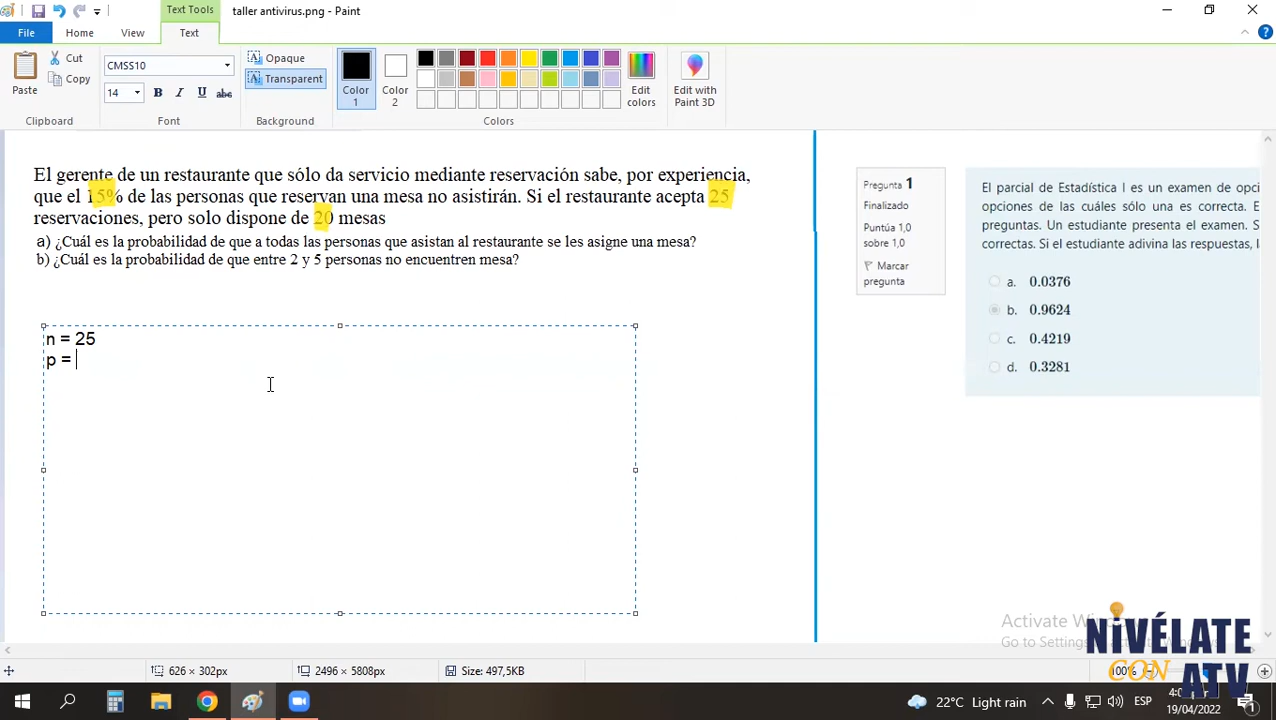 taller antivirus.png - Paint
Text Tools
File
Home
View
Text
Paste
Cut
Copy
Clipboard
CMSS10
14
B I U abc
Font
Opaque
Transparent
Background
Color 1
Color 2
Edit colors
Edit with Paint 3D
Colors
El gerente de un restaurante que sólo da servicio mediante reservación sabe, por experiencia,
que el 15% de las personas que reservan una mesa no asistirán. Si el restaurante acepta 25
reservaciones, pero solo dispone de 20 mesas
a) ¿Cuál es la probabilidad de que a todas las personas que asistan al restaurante se les asigne una mesa?
b) ¿Cuál es la probabilidad de que entre 2 y 5 personas no encuentren mesa?
n = 25
p =
Pregunta 1
Finalizado
Puntúa 1,0
sobre 1,0
Marcar
pregunta
El parcial de Estadística I es un examen de opci
opciones de las cuáles sólo una es correcta. E
preguntas. Un estudiante presenta el examen. S
correctas. Si el estudiante adivina las respuestas, l
a. 0.0376
b. 0.9624
c. 0.4219
d. 0.3281
Activate Win
Go to Setting
NIVÉLATE
CON
ATV
626 × 302px
2496 × 5808px
Size: 497,5KB
100%
22°C Light rain
ESP
4:0
19/04/2022
1